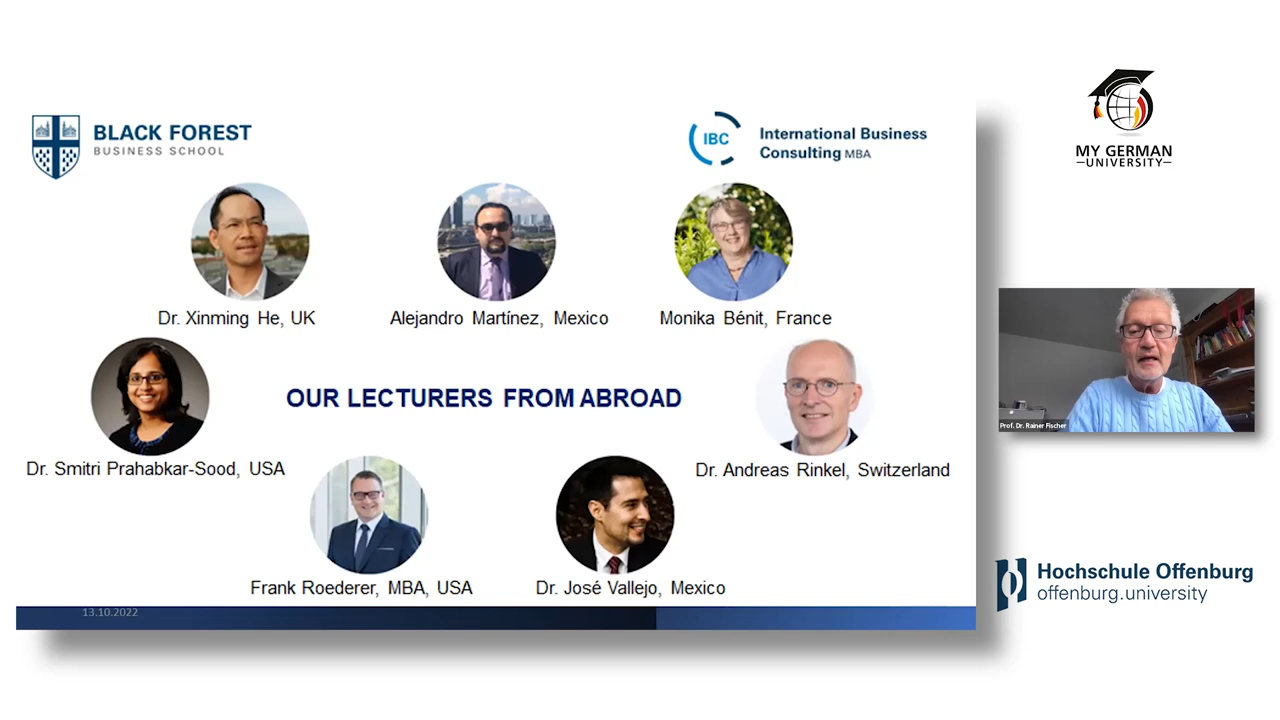 BLACK FOREST
BUSINESS SCHOOL
IBC
International Business
Consulting MBA
MY GERMAN
UNIVERSITY
Dr. Xinming He, UK
Alejandro Martínez, Mexico
Monika Bénit, France
OUR LECTURERS FROM ABROAD
Prof. Dr. Rainer Fischer
Dr. Smitri Prahabkar-Sood, USA
Dr. Andreas Rinkel, Switzerland
Frank Roederer, MBA, USA
Dr. José Vallejo, Mexico
13.10.2022
Hochschule Offenburg
offenburg.university